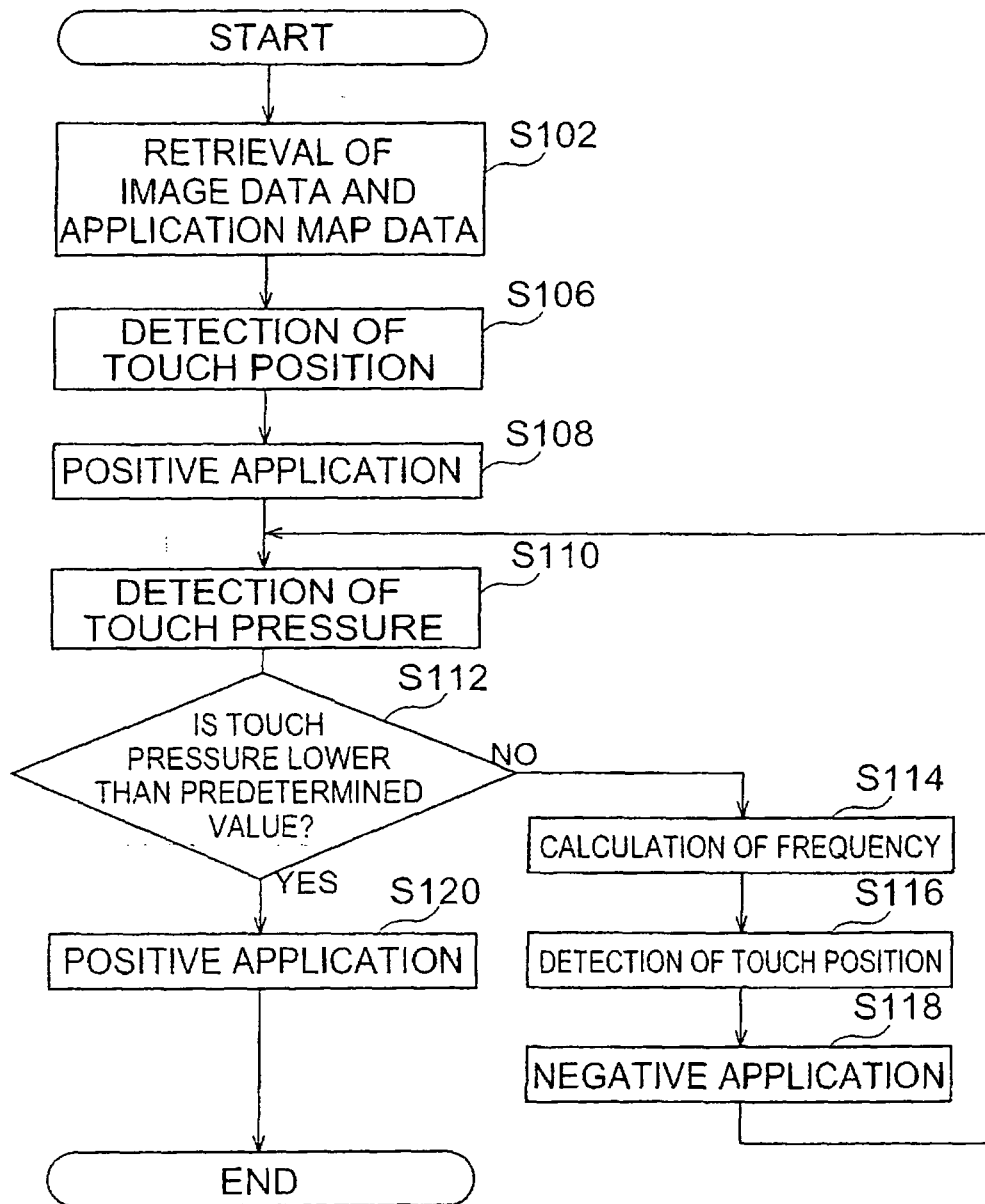 START
S102
RETRIEVAL OF
IMAGE DATA AND
APPLICATION MAP DATA
S106
DETECTION OF
TOUCH POSITION
S108
POSITIVE APPLICATION
S110
DETECTION OF
TOUCH PRESSURE
S112
IS TOUCH
PRESSURE LOWER
THAN PREDETERMINED
VALUE?
NO
S114
CALCULATION OF FREQUENCY
YES
S116
DETECTION OF TOUCH POSITION
S120
POSITIVE APPLICATION
S118
NEGATIVE APPLICATION
END